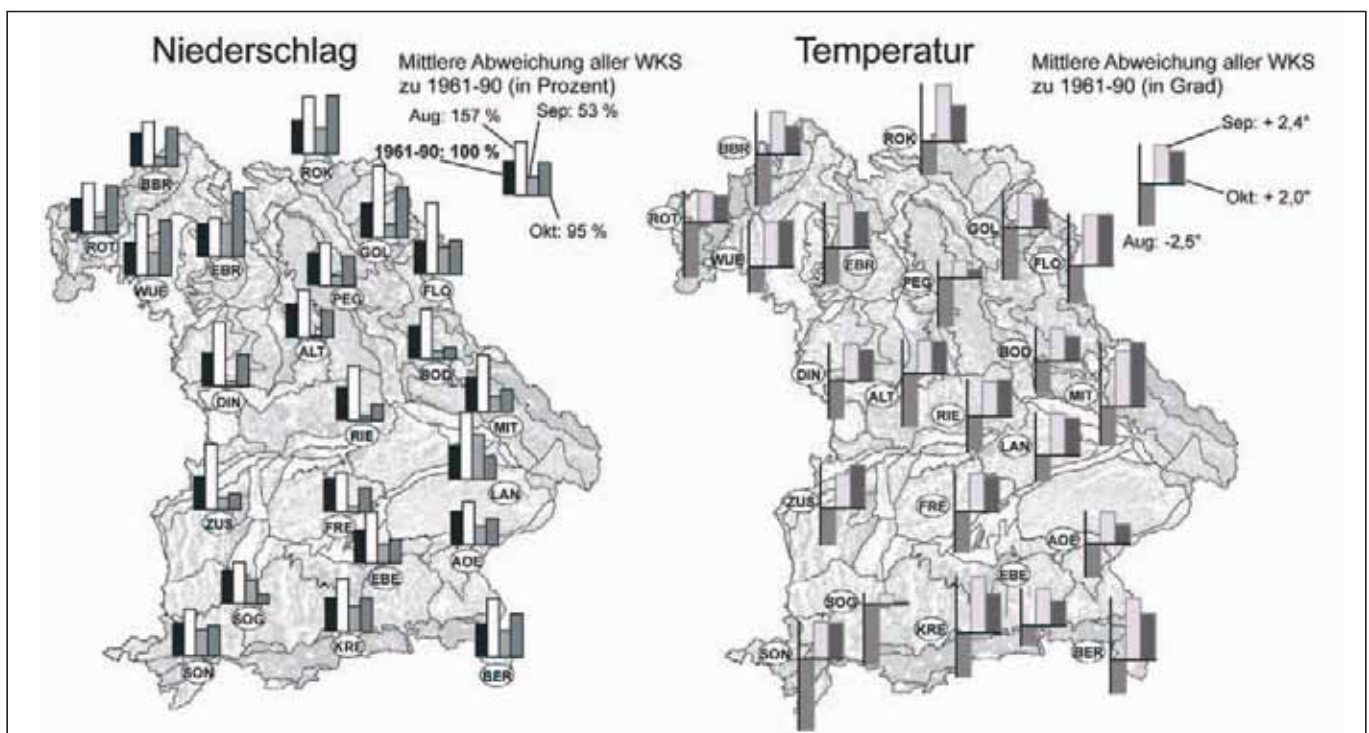 Niederschlag
Mittlere Abweichung aller WKS
zu 1961-90 (in Prozent)
Aug: 157 %
Sep: 53 %
1961-90: 100 %
Okt: 95 %
BBR
ROK
ROT
WUE
EBR
GOL
PEG
FLO
ALT
DIN
BOD
RIE
MIT
LAN
ZUS
FRE
EBE
AOE
SOG
SON
KRE
BER
Temperatur
Mittlere Abweichung aller WKS
zu 1961-90 (in Grad)
Sep: + 2,4°
Okt: + 2,0°
Aug: -2,5°
BBR
ROK
ROT
WUE
EBR
GOL
PEG
FLO
DIN
ALT
BOD
RIE
MIT
LAN
ZUS
FRE
AOE
EBE
SOG
KRE
SON
BER